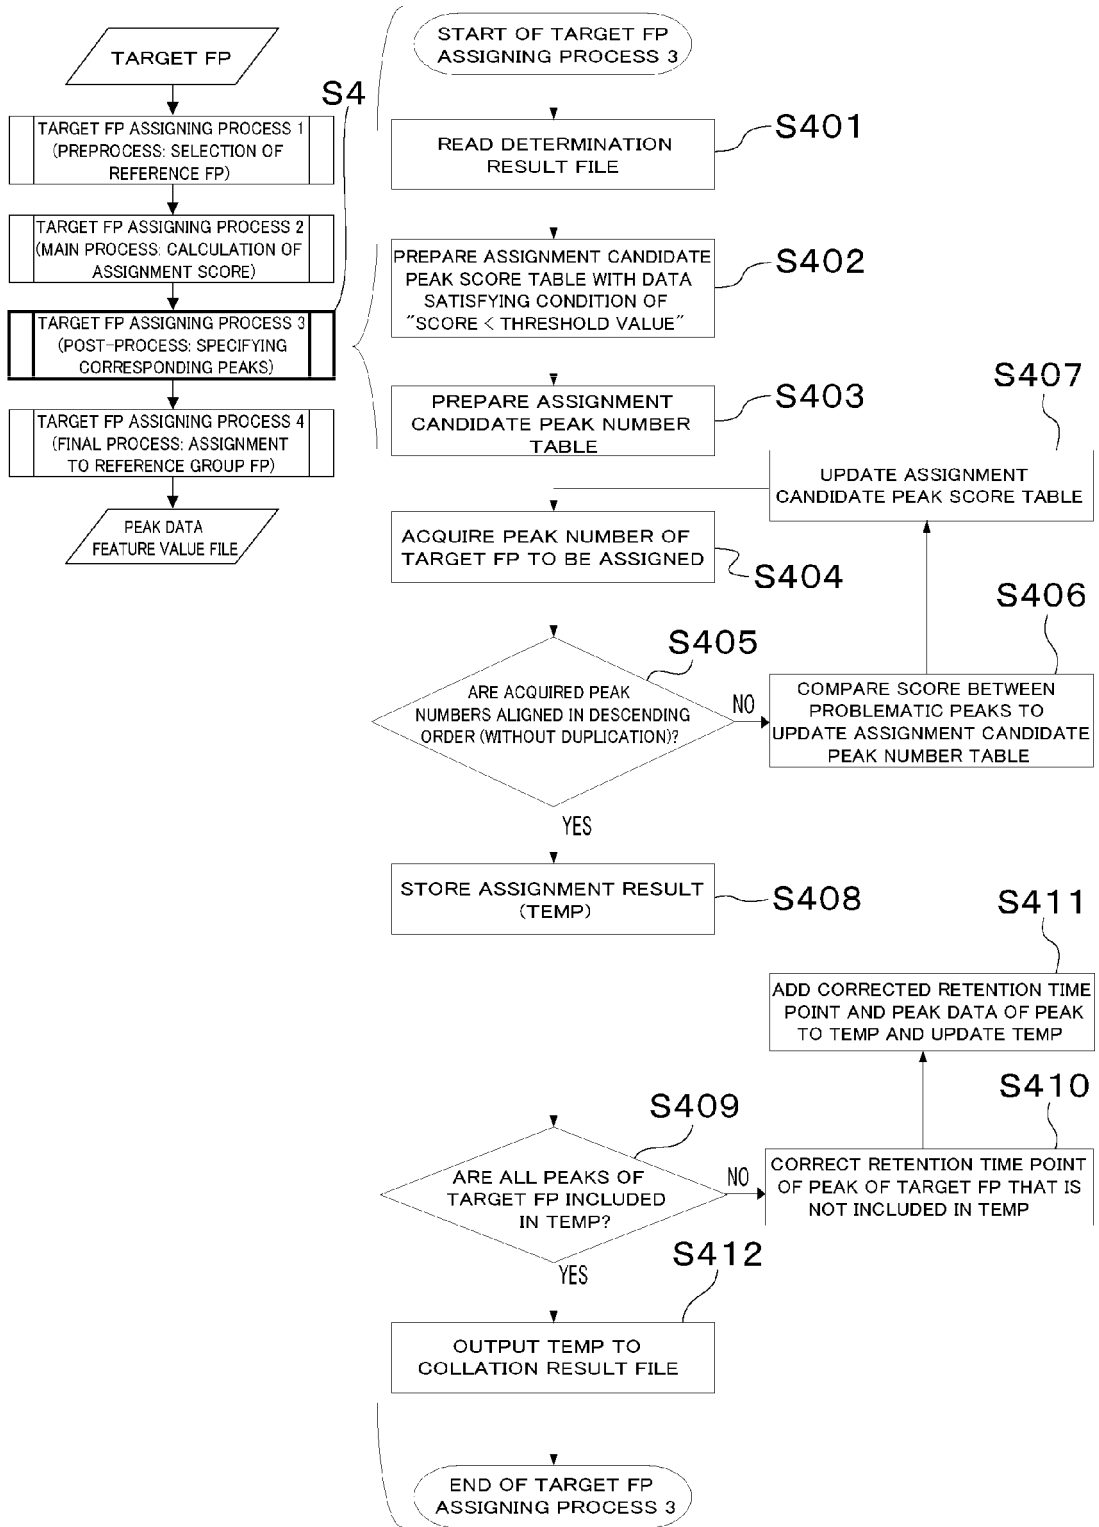 TARGET FP
TARGET FP ASSIGNING PROCESS 1
(PREPROCESS: SELECTION OF
REFERENCE FP)
TARGET FP ASSIGNING PROCESS 2
(MAIN PROCESS: CALCULATION OF
ASSIGNMENT SCORE)
S4
TARGET FP ASSIGNING PROCESS 3
(POST-PROCESS: SPECIFYING
CORRESPONDING PEAKS)
TARGET FP ASSIGNING PROCESS 4
(FINAL PROCESS: ASSIGNMENT
TO REFERENCE GROUP FP)
PEAK DATA
FEATURE VALUE FILE
START OF TARGET FP
ASSIGNING PROCESS 3
READ DETERMINATION
RESULT FILE
S401
PREPARE ASSIGNMENT CANDIDATE
PEAK SCORE TABLE WITH DATA
SATISFYING CONDITION OF
"SCORE < THRESHOLD VALUE"
S402
PREPARE ASSIGNMENT
CANDIDATE PEAK NUMBER
TABLE
S403
S407
UPDATE ASSIGNMENT
CANDIDATE PEAK SCORE TABLE
ACQUIRE PEAK NUMBER OF
TARGET FP TO BE ASSIGNED
S404
S405
ARE ACQUIRED PEAK
NUMBERS ALIGNED IN DESCENDING
ORDER (WITHOUT DUPLICATION)?
NO
YES
S406
COMPARE SCORE BETWEEN
PROBLEMATIC PEAKS TO
UPDATE ASSIGNMENT CANDIDATE
PEAK NUMBER TABLE
STORE ASSIGNMENT RESULT
(TEMP)
S408
S411
ADD CORRECTED RETENTION TIME
POINT AND PEAK DATA OF PEAK
TO TEMP AND UPDATE TEMP
S409
ARE ALL PEAKS OF
TARGET FP INCLUDED
IN TEMP?
NO
YES
S410
CORRECT RETENTION TIME POINT
OF PEAK OF TARGET FP THAT IS
NOT INCLUDED IN TEMP
S412
OUTPUT TEMP TO
COLLATION RESULT FILE
END OF TARGET FP
ASSIGNING PROCESS 3